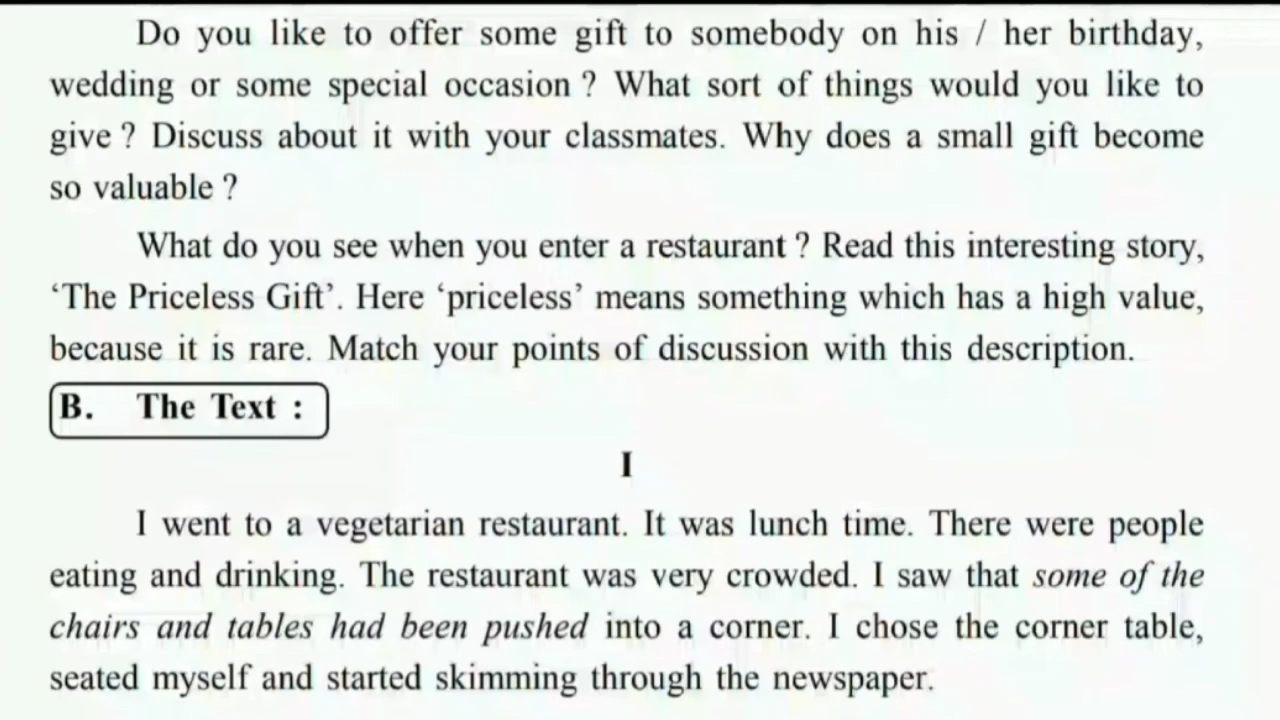 Do you like to offer some gift to somebody on his / her birthday,
wedding or some special occasion ? What sort of things would you like to
give ? Discuss about it with your classmates. Why does a small gift become
so valuable ?
What do you see when you enter a restaurant ? Read this interesting story,
‘The Priceless Gift’. Here ‘priceless’ means something which has a high value,
because it is rare. Match your points of discussion with this description.
B. The Text :
I
I went to a vegetarian restaurant. It was lunch time. There were people
eating and drinking. The restaurant was very crowded. I saw that some of the
chairs and tables had been pushed into a corner. I chose the corner table,
seated myself and started skimming through the newspaper.